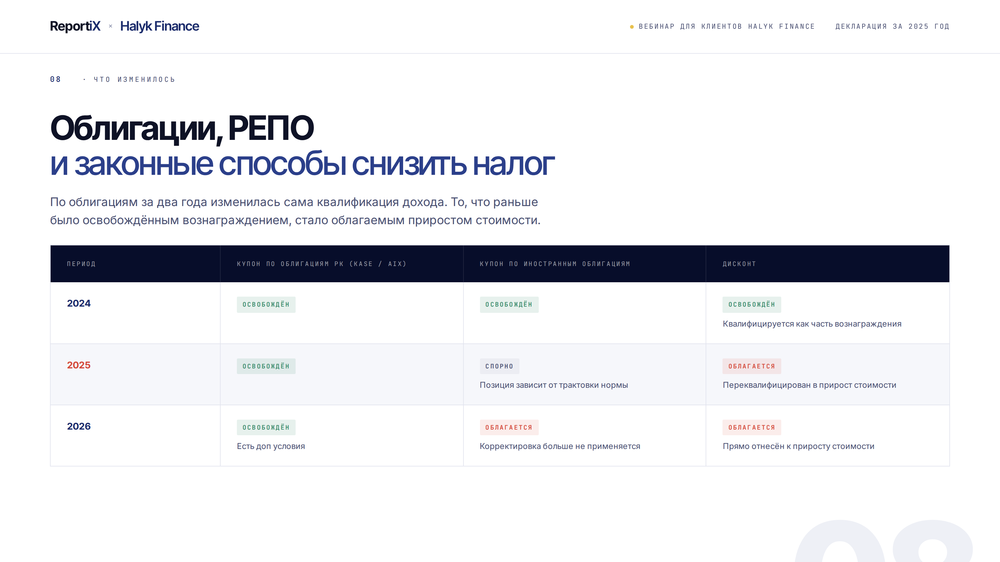 ReportiX × Halyk Finance
ВЕБИНАР ДЛЯ КЛИЕНТОВ HALYK FINANCE ДЕКЛАРАЦИЯ ЗА 2025 ГОД
08 · ЧТО ИЗМЕНИЛОСЬ
Облигации, РЕПО
и законные способы снизить налог
По облигациям за два года изменилась сама квалификация дохода. То, что раньше
было освобождённым вознаграждением, стало облагаемым приростом стоимости.
ПЕРИОД КУПОН ПО ОБЛИГАЦИЯМ РК (KASE / AIX) КУПОН ПО ИНОСТРАННЫМ ОБЛИГАЦИЯМ ДИСКОНТ
2024 ОСВОБОЖДЁН ОСВОБОЖДЁН ОСВОБОЖДЁН
Квалифицируется как часть вознаграждения
2025 ОСВОБОЖДЁН СПОРНО ОБЛАГАЕТСЯ
Позиция зависит от трактовки нормы Переквалифицирован в прирост стоимости
2026 ОСВОБОЖДЁН ОБЛАГАЕТСЯ ОБЛАГАЕТСЯ
Есть доп условия Корректировка больше не применяется Прямо отнесён к приросту стоимости
08